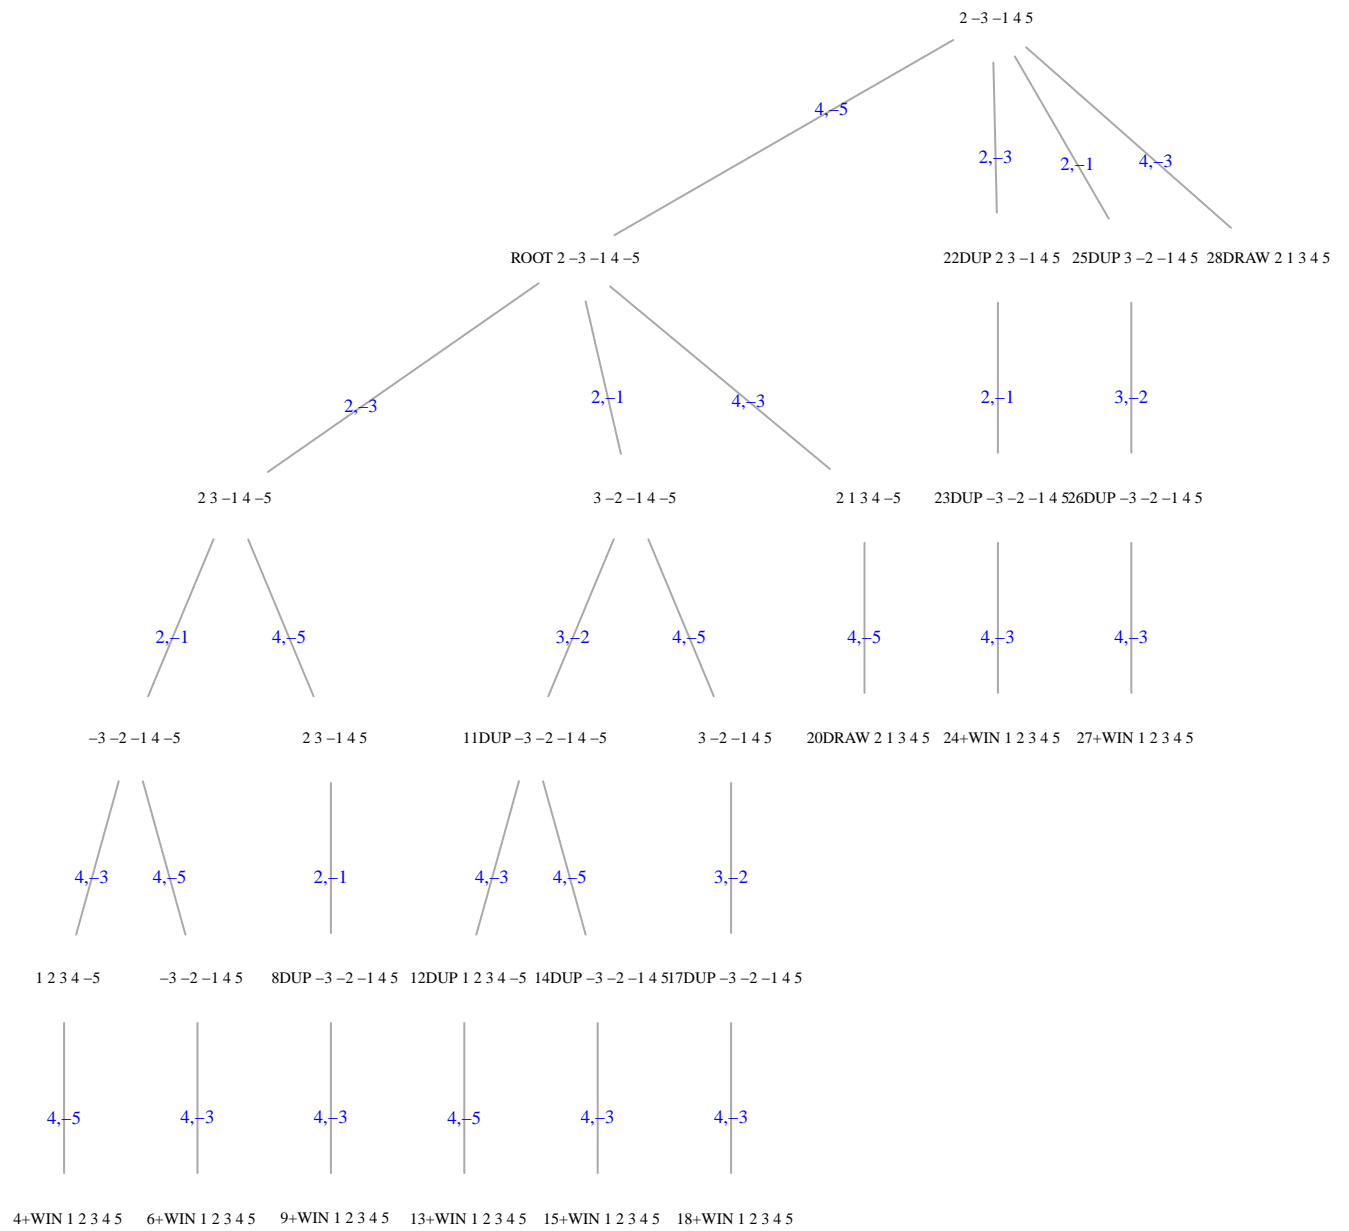 2 −3 −1 4 5
4,−5
2,−3
2,−1
4,−3
ROOT 2 −3 −1 4 −5
22DUP 2 3 −1 4 5
25DUP 3 −2 −1 4 5
28DRAW 2 1 3 4 5
2,−3
2,−1
4,−3
2,−1
3,−2
2 3 −1 4 −5
3 −2 −1 4 −5
2 1 3 4 −5
23DUP −3 −2 −1 4 5
26DUP −3 −2 −1 4 5
2,−1
4,−5
3,−2
4,−5
4,−5
4,−3
4,−3
−3 −2 −1 4 −5
2 3 −1 4 5
11DUP −3 −2 −1 4 −5
3 −2 −1 4 5
20DRAW 2 1 3 4 5
24+WIN 1 2 3 4 5
27+WIN 1 2 3 4 5
4,−3
4,−5
2,−1
4,−3
4,−5
3,−2
1 2 3 4 −5
−3 −2 −1 4 5
8DUP −3 −2 −1 4 5
12DUP 1 2 3 4 −5
14DUP −3 −2 −1 4 5
17DUP −3 −2 −1 4 5
4,−5
4,−3
4,−3
4,−5
4,−3
4,−3
4+WIN 1 2 3 4 5
6+WIN 1 2 3 4 5
9+WIN 1 2 3 4 5
13+WIN 1 2 3 4 5
15+WIN 1 2 3 4 5
18+WIN 1 2 3 4 5